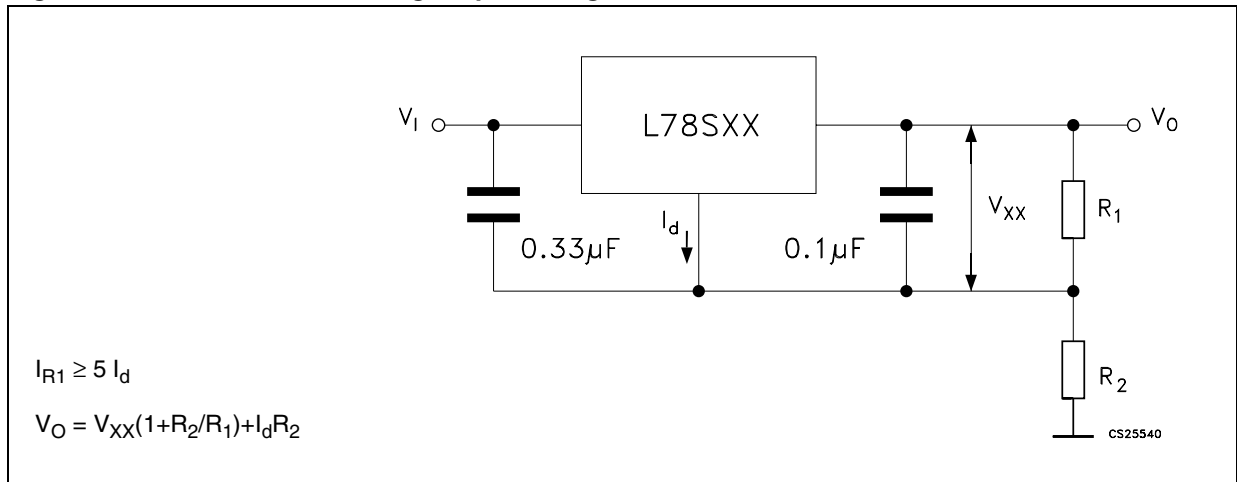 L78SXX
V_I
V_O
I_d
V_XX
R_1
0.33µF
0.1µF
R_2
I_R1 ≥ 5 I_d
V_O = V_XX(1+R_2/R_1)+I_dR_2
CS25540